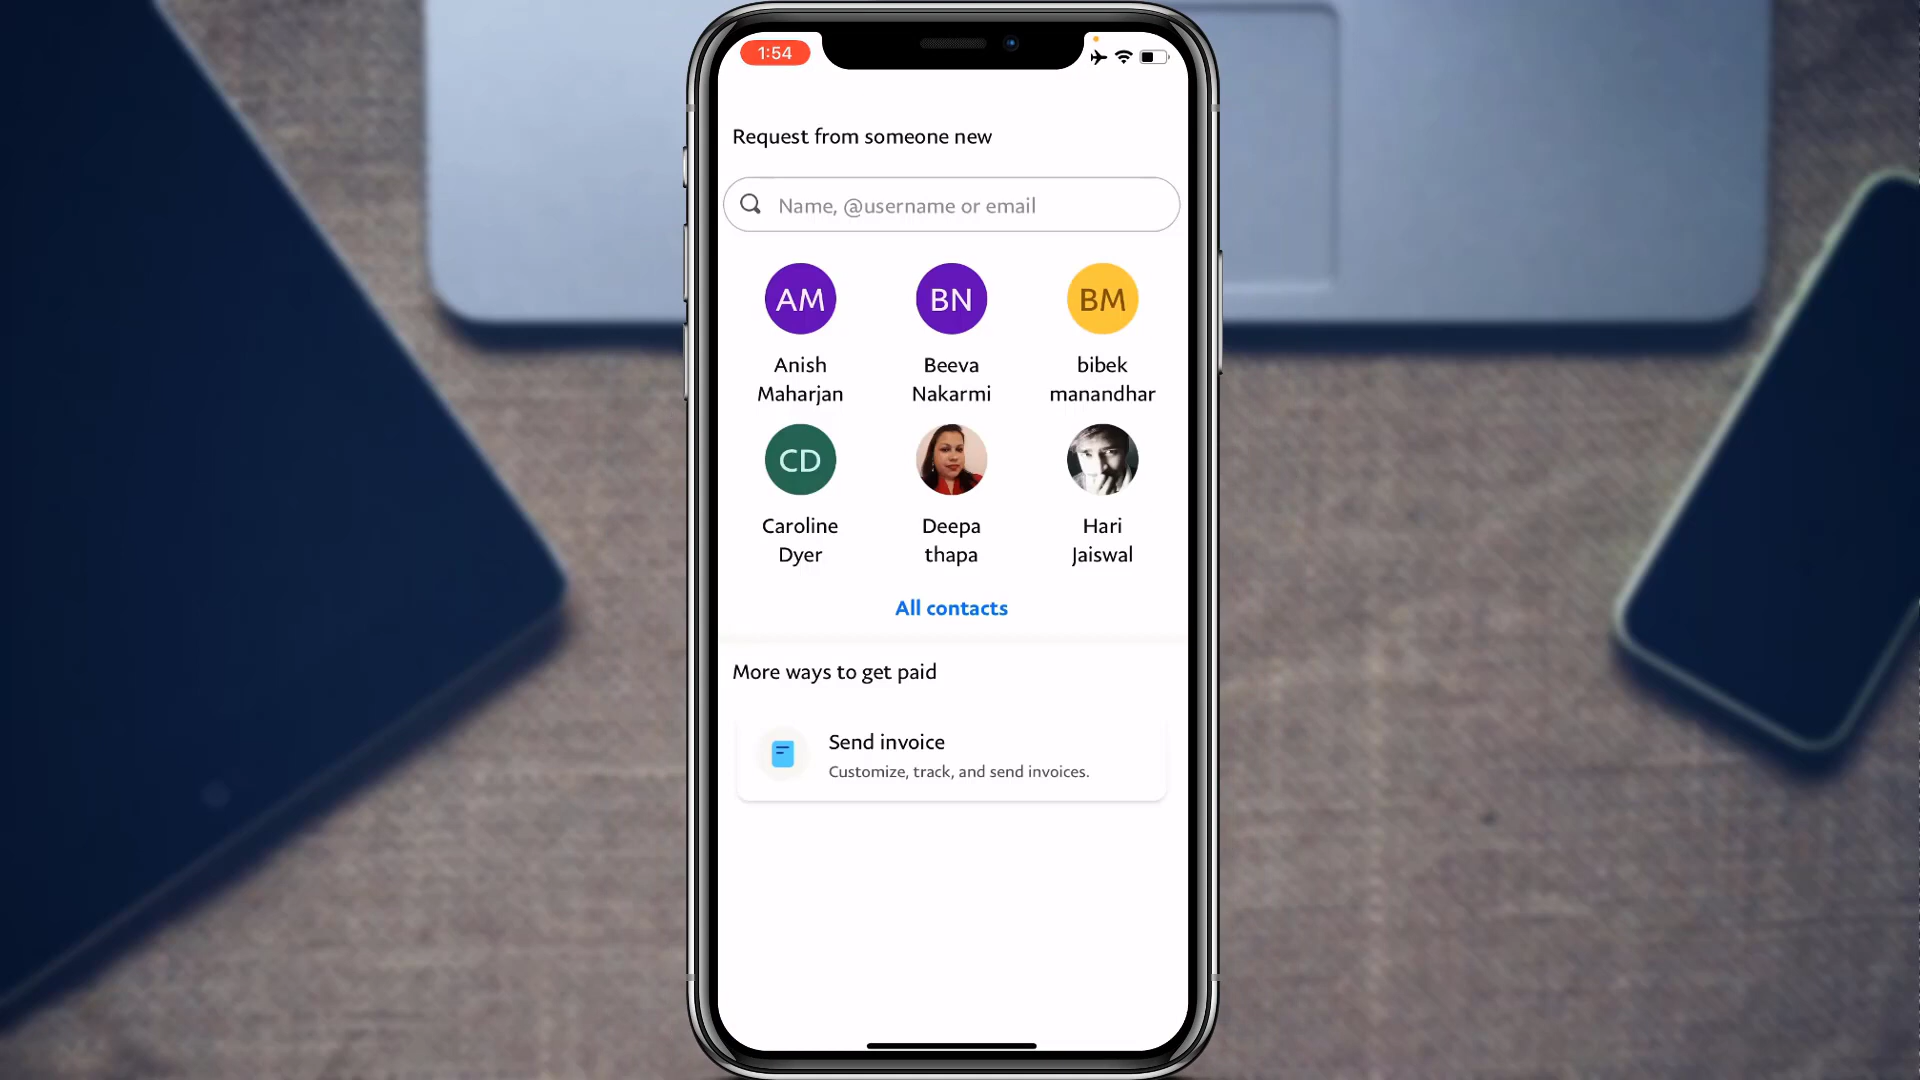 1:54
Request from someone new
Name, @username or email
AM
BN
BM
Anish Maharjan
Beeva Nakarmi
bibek manandhar
CD
Caroline Dyer
Deepa thapa
Hari Jaiswal
All contacts
More ways to get paid
Send invoice
Customize, track, and send invoices.